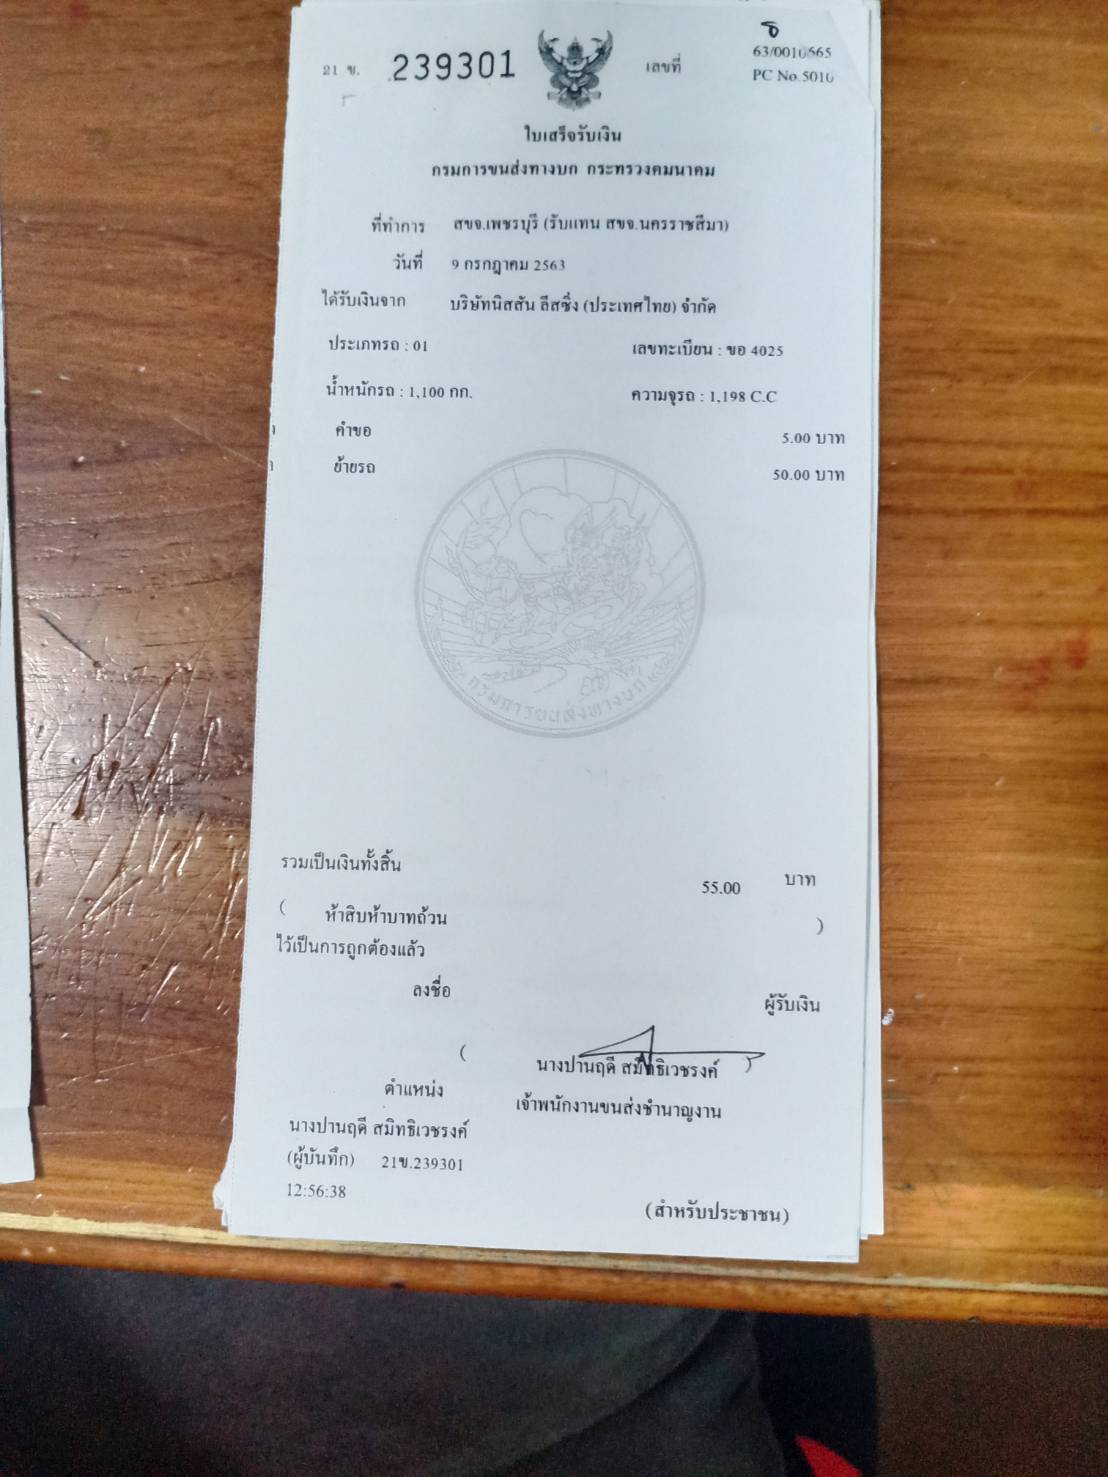 8
21 ข. 239301 เลขที่ 63/0010665
PC No.5010
ใบเสร็จรับเงิน
กรมการขนส่งทางบก กระทรวงคมนาคม
ที่ทำการ สขจ.เพชรบุรี (รับแทน สขจ.นครราชสีมา)
วันที่ 9 กรกฎาคม 2563
ได้รับเงินจาก บริษัทนิสสัน ลีสซิ่ง (ประเทศไทย) จำกัด
ประเภทรถ : 01 เลขทะเบียน : ขอ 4025
น้ำหนักรถ : 1,100 กก. ความจุรถ : 1,198 C.C
คำขอ 5.00 บาท
ย้ายรถ 50.00 บาท
กรมการขนส่งทางบก
รวมเป็นเงินทั้งสิ้น 55.00 บาท
( ห้าสิบห้าบาทถ้วน )
ไว้เป็นการถูกต้องแล้ว
ลงชื่อ ผู้รับเงิน
( นางปานฤดี สมิทธิเวชรงค์ )
ตำแหน่ง เจ้าพนักงานขนส่งชำนาญงาน
นางปานฤดี สมิทธิเวชรงค์
(ผู้บันทึก) 21ข.239301
12:56:38
(สำหรับประชาชน)